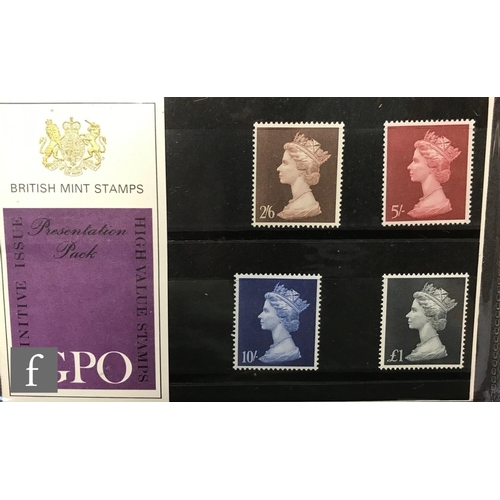 BRITISH MINT STAMPS
Presentation
Pack
INITIVE ISSUE
HIGH VALUE STAMPS
GPO
f
2/6
5/-
10/-
£1